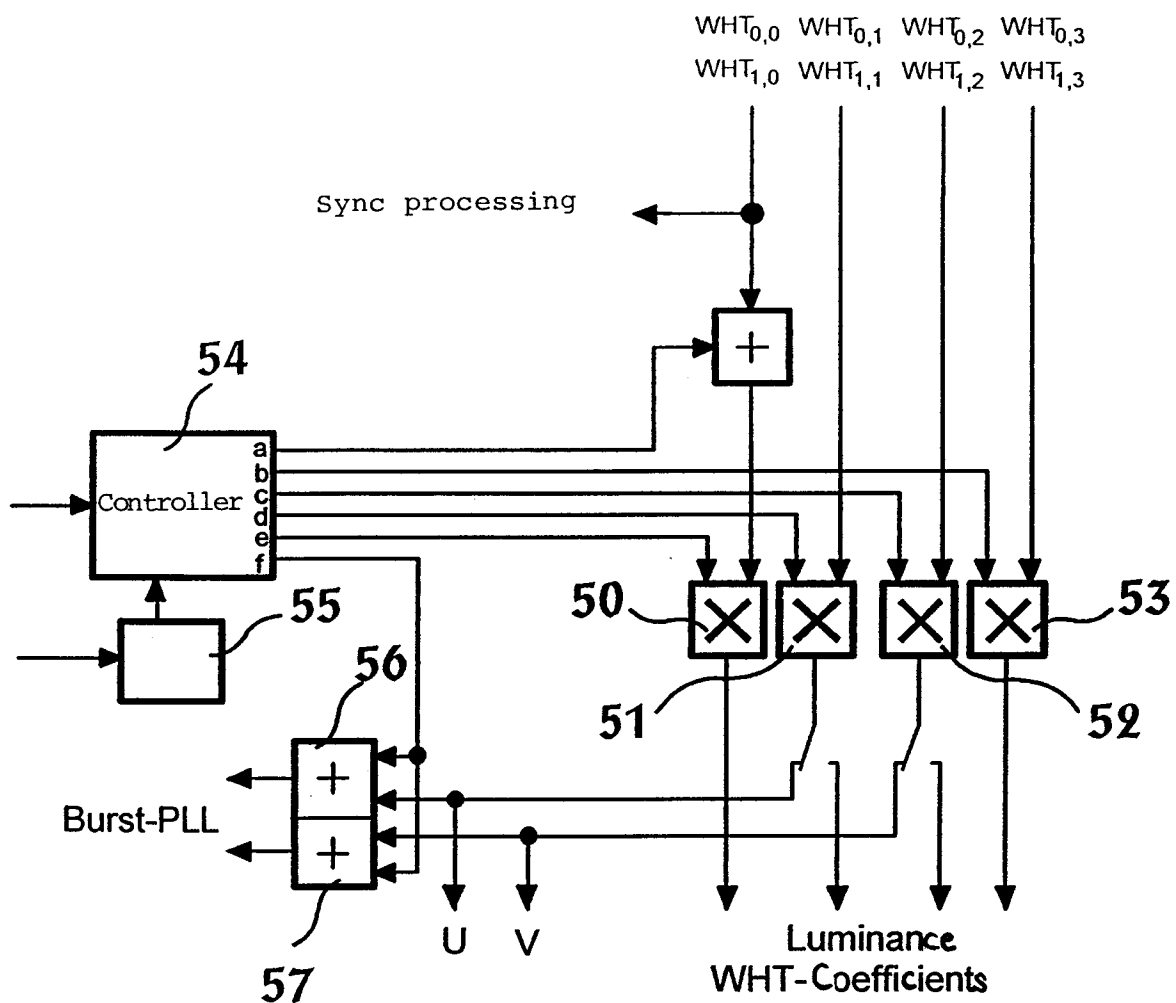 WHT0,0 WHT0,1 WHT0,2 WHT0,3
WHT1,0 WHT1,1 WHT1,2 WHT1,3
Sync processing
+
54
a
b
Controller c
d
e
f
50
53
55
56
51
52
+
Burst-PLL
+
U V
Luminance
57
WHT-Coefficients